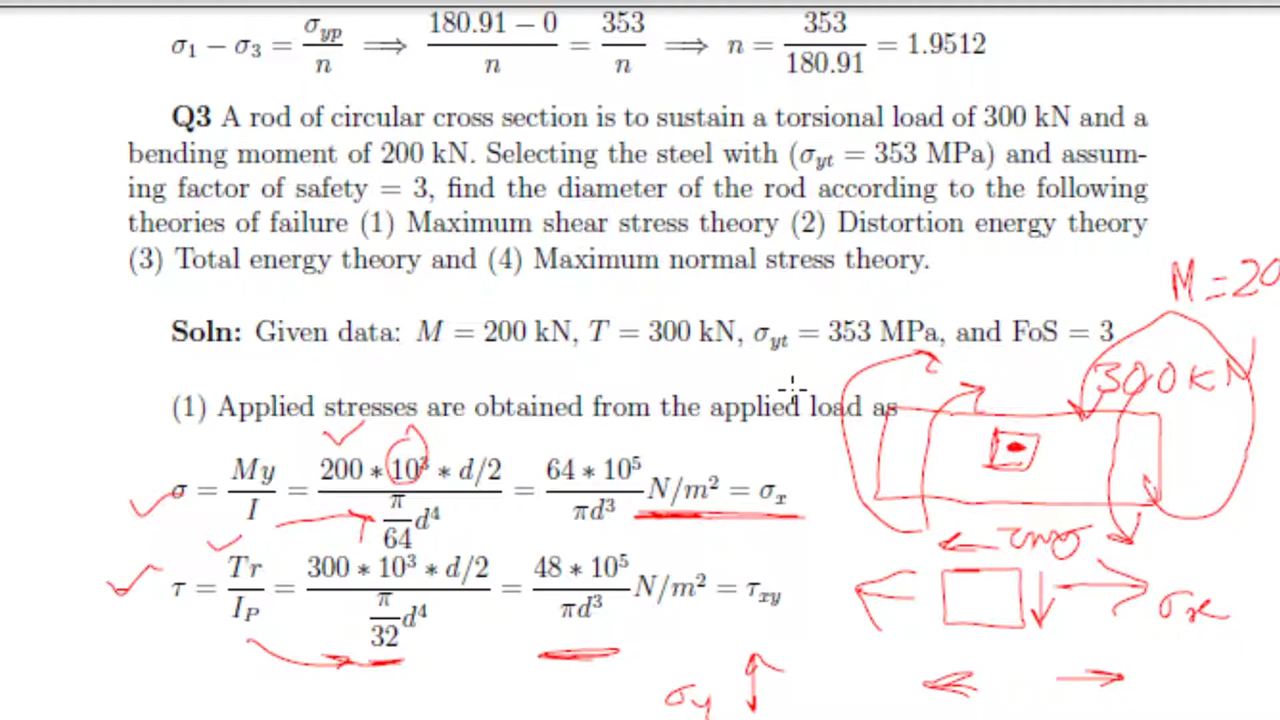 σ₁ − σ₃ = σyp/n ⟹ (180.91 − 0)/n = 353/n ⟹ n = 353/180.91 = 1.9512
Q3 A rod of circular cross section is to sustain a torsional load of 300 kN and a
bending moment of 200 kN. Selecting the steel with (σyt = 353 MPa) and assum-
ing factor of safety = 3, find the diameter of the rod according to the following
theories of failure (1) Maximum shear stress theory (2) Distortion energy theory
(3) Total energy theory and (4) Maximum normal stress theory.
M = 20
Soln: Given data: M = 200 kN, T = 300 kN, σyt = 353 MPa, and FoS = 3
300 KN
(1) Applied stresses are obtained from the applied load as
σ = My/I = (200 ∗ 10³ ∗ d/2)/((π/64)d⁴) = (64 ∗ 10⁵)/(πd³) N/m² = σx
τ = Tr/IP = (300 ∗ 10³ ∗ d/2)/((π/32)d⁴) = (48 ∗ 10⁵)/(πd³) N/m² = τxy
σx
σy